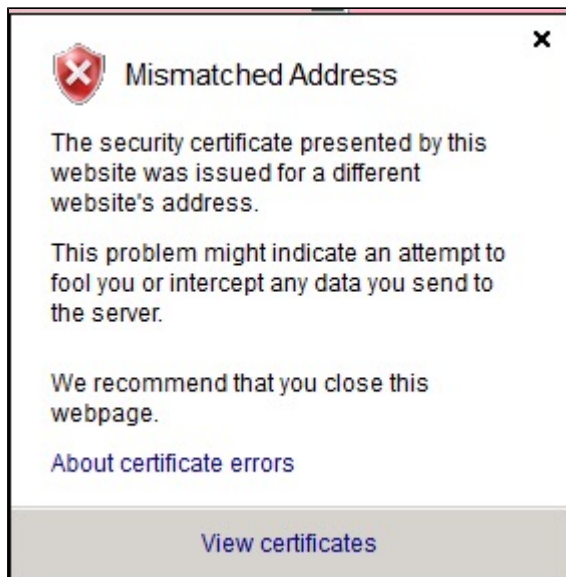 Mismatched Address
The security certificate presented by this
website was issued for a different
website's address.
This problem might indicate an attempt to
fool you or intercept any data you send to
the server.
We recommend that you close this
webpage.
About certificate errors
View certificates